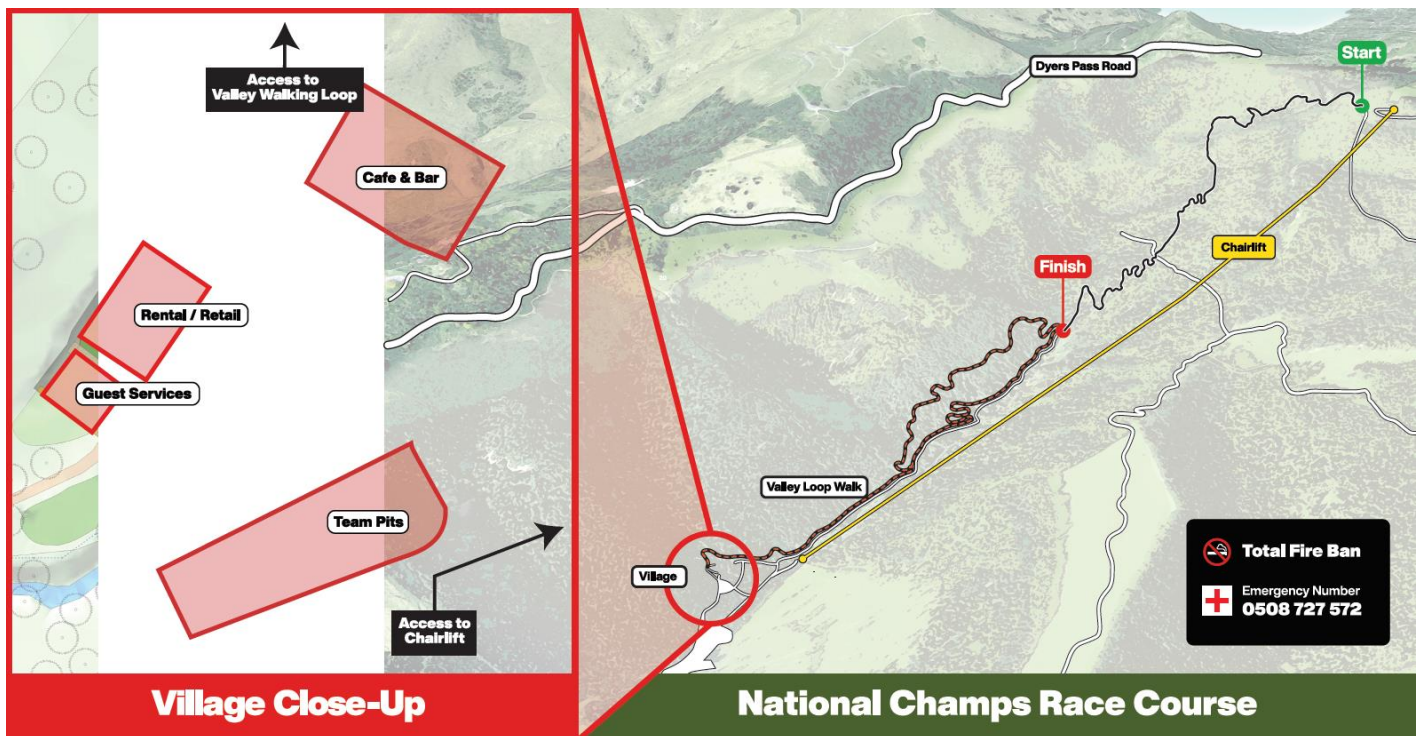 Access to
Valley Walking Loop
Cafe & Bar
Rental / Retail
Guest Services
Team Pits
Access to
Chairlift
Village Close-Up
Dyers Pass Road
Start
Chairlift
Finish
Valley Loop Walk
Village
Total Fire Ban
Emergency Number
0508 727 572
National Champs Race Course